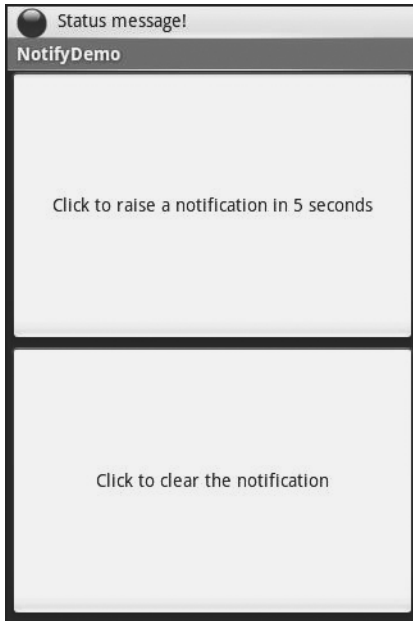 Status message!
NotifyDemo
Click to raise a notification in 5 seconds
Click to clear the notification